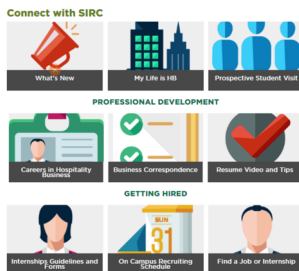 Connect with SIRC
What's New
My Life is HB
Prospective Student Visit
PROFESSIONAL DEVELOPMENT
Careers in Hospitality
Business
Business Correspondence
Resume Video and Tips
GETTING HIRED
SUN
31
Internships Guidelines and
Forms
On Campus Recruiting
Schedule
Find a Job or Internship